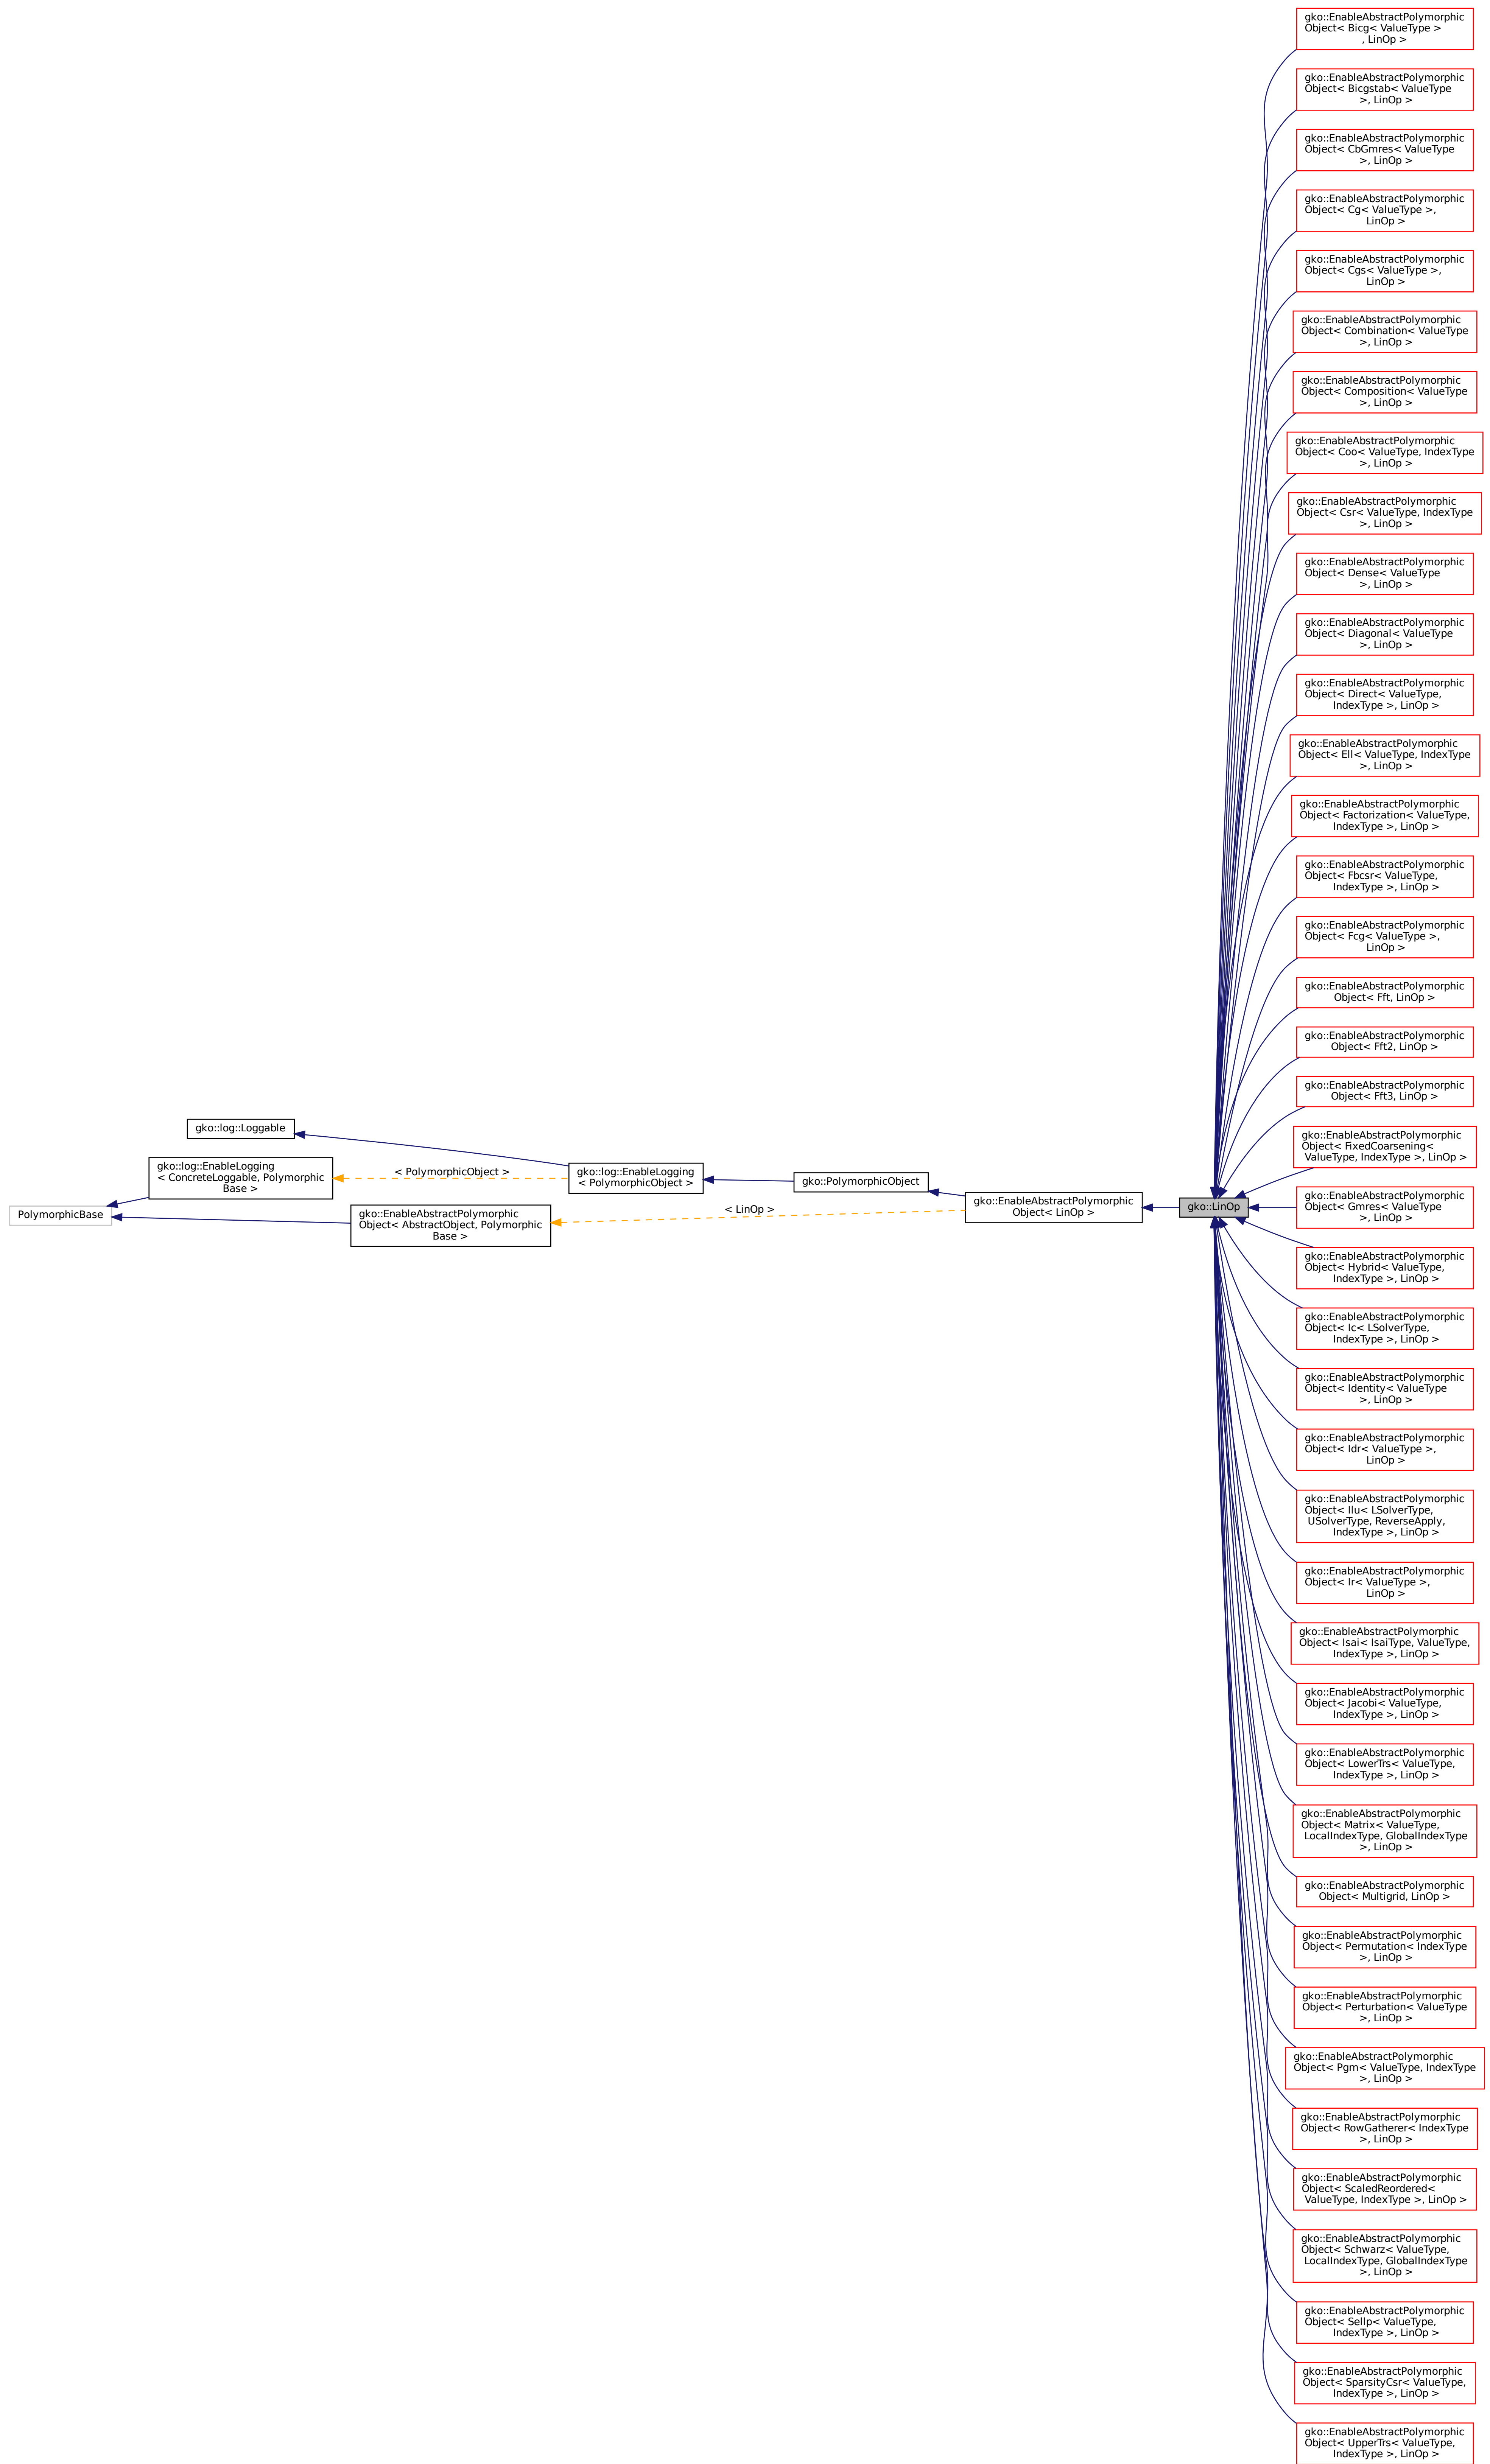 gko::EnableAbstractPolymorphic
Object< Bicg< ValueType >
, LinOp >
gko::EnableAbstractPolymorphic
Object< Bicgstab< ValueType
>, LinOp >
gko::EnableAbstractPolymorphic
Object< CbGmres< ValueType
>, LinOp >
gko::EnableAbstractPolymorphic
Object< Cg< ValueType >,
LinOp >
gko::EnableAbstractPolymorphic
Object< Cgs< ValueType >,
LinOp >
gko::EnableAbstractPolymorphic
Object< Combination< ValueType
>, LinOp >
gko::EnableAbstractPolymorphic
Object< Composition< ValueType
>, LinOp >
gko::EnableAbstractPolymorphic
Object< Coo< ValueType, IndexType
>, LinOp >
gko::EnableAbstractPolymorphic
Object< Csr< ValueType, IndexType
>, LinOp >
gko::EnableAbstractPolymorphic
Object< Dense< ValueType
>, LinOp >
gko::EnableAbstractPolymorphic
Object< Diagonal< ValueType
>, LinOp >
gko::EnableAbstractPolymorphic
Object< Direct< ValueType,
IndexType >, LinOp >
gko::EnableAbstractPolymorphic
Object< Ell< ValueType, IndexType
>, LinOp >
gko::EnableAbstractPolymorphic
Object< Factorization< ValueType,
IndexType >, LinOp >
gko::EnableAbstractPolymorphic
Object< Fbcsr< ValueType,
IndexType >, LinOp >
gko::EnableAbstractPolymorphic
Object< Fcg< ValueType >,
LinOp >
gko::EnableAbstractPolymorphic
Object< Fft, LinOp >
gko::EnableAbstractPolymorphic
Object< Fft2, LinOp >
gko::EnableAbstractPolymorphic
Object< Fft3, LinOp >
gko::log::Loggable
gko::log::EnableLogging
< ConcreteLoggable, Polymorphic
Base >
< PolymorphicObject >
gko::log::EnableLogging
< PolymorphicObject >
gko::PolymorphicObject
PolymorphicBase
gko::EnableAbstractPolymorphic
Object< AbstractObject, Polymorphic
Base >
< LinOp >
gko::EnableAbstractPolymorphic
Object< LinOp >
gko::LinOp
gko::EnableAbstractPolymorphic
Object< FixedCoarsening<
ValueType, IndexType >, LinOp >
gko::EnableAbstractPolymorphic
Object< Gmres< ValueType
>, LinOp >
gko::EnableAbstractPolymorphic
Object< Hybrid< ValueType,
IndexType >, LinOp >
gko::EnableAbstractPolymorphic
Object< Ic< LSolverType,
IndexType >, LinOp >
gko::EnableAbstractPolymorphic
Object< Identity< ValueType
>, LinOp >
gko::EnableAbstractPolymorphic
Object< Idr< ValueType >,
LinOp >
gko::EnableAbstractPolymorphic
Object< Ilu< LSolverType,
USolverType, ReverseApply,
IndexType >, LinOp >
gko::EnableAbstractPolymorphic
Object< Ir< ValueType >,
LinOp >
gko::EnableAbstractPolymorphic
Object< Isai< IsaiType, ValueType,
IndexType >, LinOp >
gko::EnableAbstractPolymorphic
Object< Jacobi< ValueType,
IndexType >, LinOp >
gko::EnableAbstractPolymorphic
Object< LowerTrs< ValueType,
IndexType >, LinOp >
gko::EnableAbstractPolymorphic
Object< Matrix< ValueType,
LocalIndexType, GlobalIndexType
>, LinOp >
gko::EnableAbstractPolymorphic
Object< Multigrid, LinOp >
gko::EnableAbstractPolymorphic
Object< Permutation< IndexType
>, LinOp >
gko::EnableAbstractPolymorphic
Object< Perturbation< ValueType
>, LinOp >
gko::EnableAbstractPolymorphic
Object< Pgm< ValueType, IndexType
>, LinOp >
gko::EnableAbstractPolymorphic
Object< RowGatherer< IndexType
>, LinOp >
gko::EnableAbstractPolymorphic
Object< ScaledReordered<
ValueType, IndexType >, LinOp >
gko::EnableAbstractPolymorphic
Object< Schwarz< ValueType,
LocalIndexType, GlobalIndexType
>, LinOp >
gko::EnableAbstractPolymorphic
Object< Sellp< ValueType,
IndexType >, LinOp >
gko::EnableAbstractPolymorphic
Object< SparsityCsr< ValueType,
IndexType >, LinOp >
gko::EnableAbstractPolymorphic
Object< UpperTrs< ValueType,
IndexType >, LinOp >